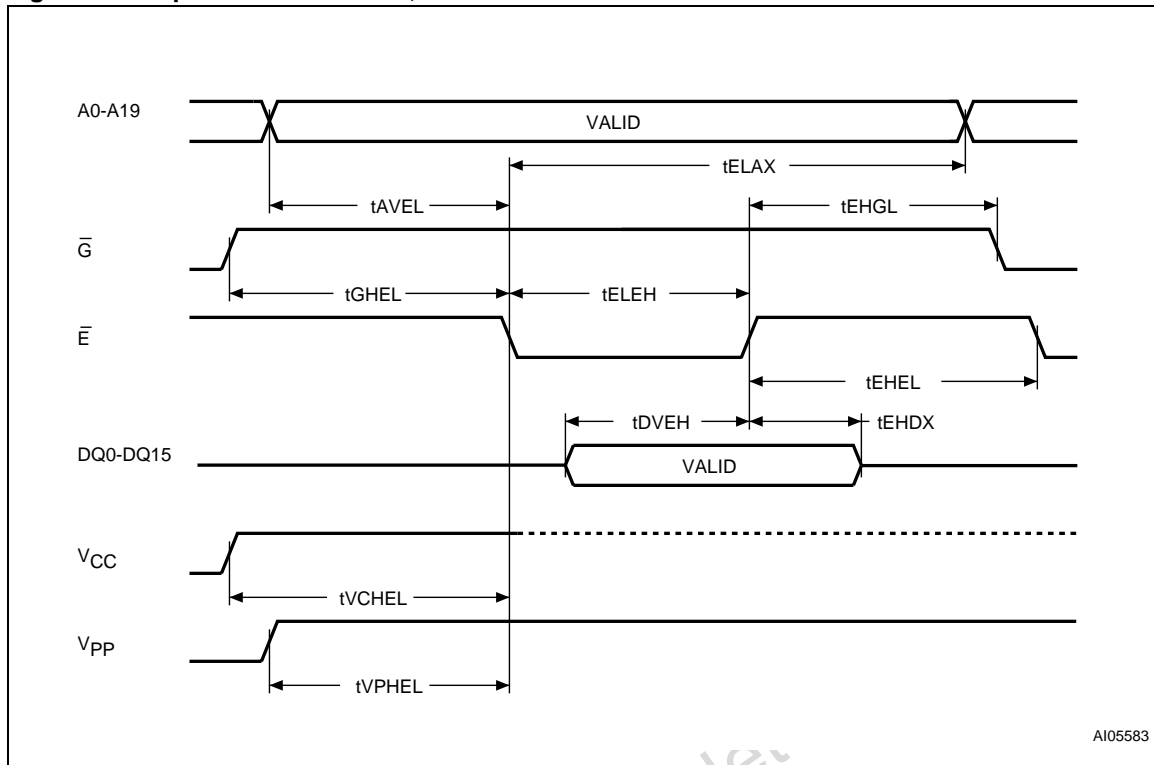 A0-A19
VALID
tELAX
tAVEL
tEHGL
G̅
tGHEL
tELEH
E̅
tEHEL
tDVEH
tEHDX
DQ0-DQ15
VALID
VCC
tVCHEL
VPP
tVPHEL
AI05583